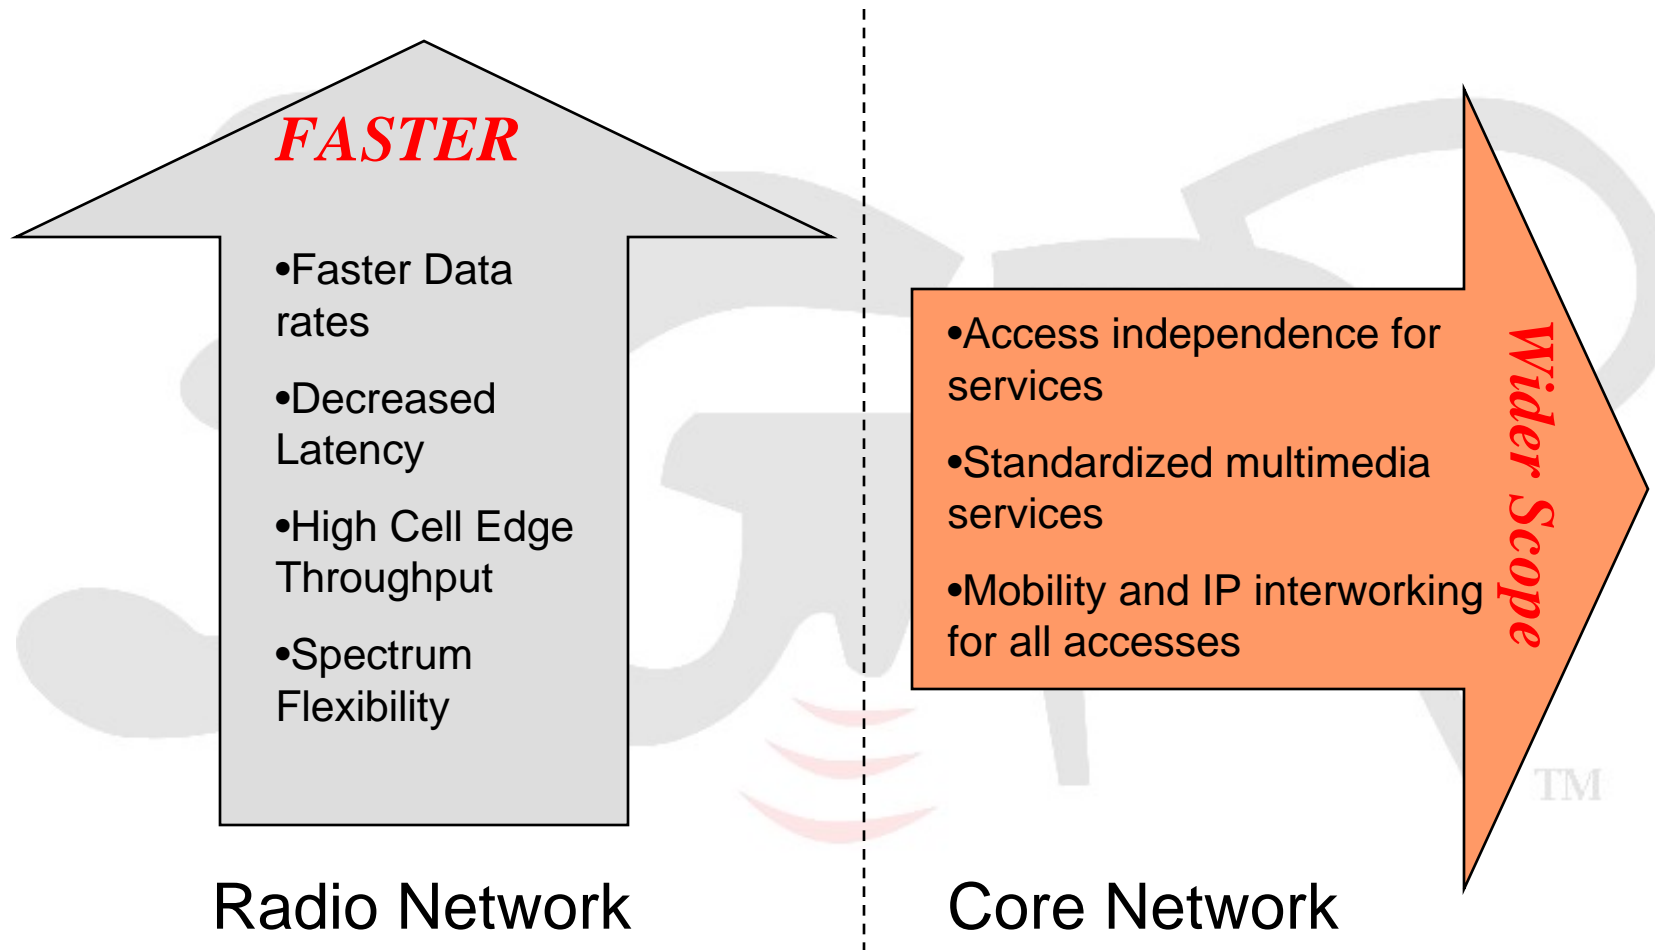 FASTER
•Faster Data
rates
•Decreased
Latency
•High Cell Edge
Throughput
•Spectrum
Flexibility
Radio Network
•Access independence for
services
•Standardized multimedia
services
•Mobility and IP interworking
for all accesses
Wider Scope
TM
Core Network